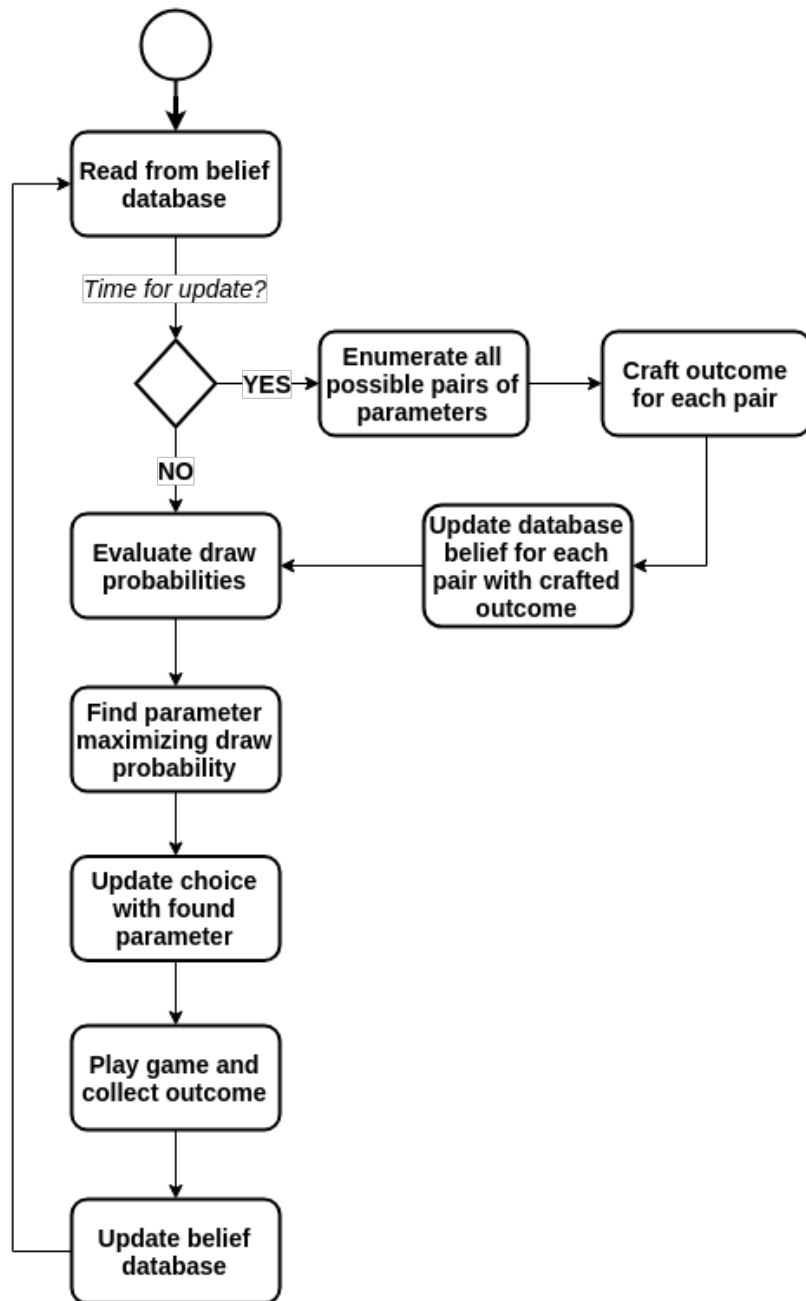 Read from belief
database
Time for update?
YES
Enumerate all
possible pairs of
parameters
Craft outcome
for each pair
NO
Update database
belief for each
pair with crafted
outcome
Evaluate draw
probabilities
Find parameter
maximizing draw
probability
Update choice
with found
parameter
Play game and
collect outcome
Update belief
database